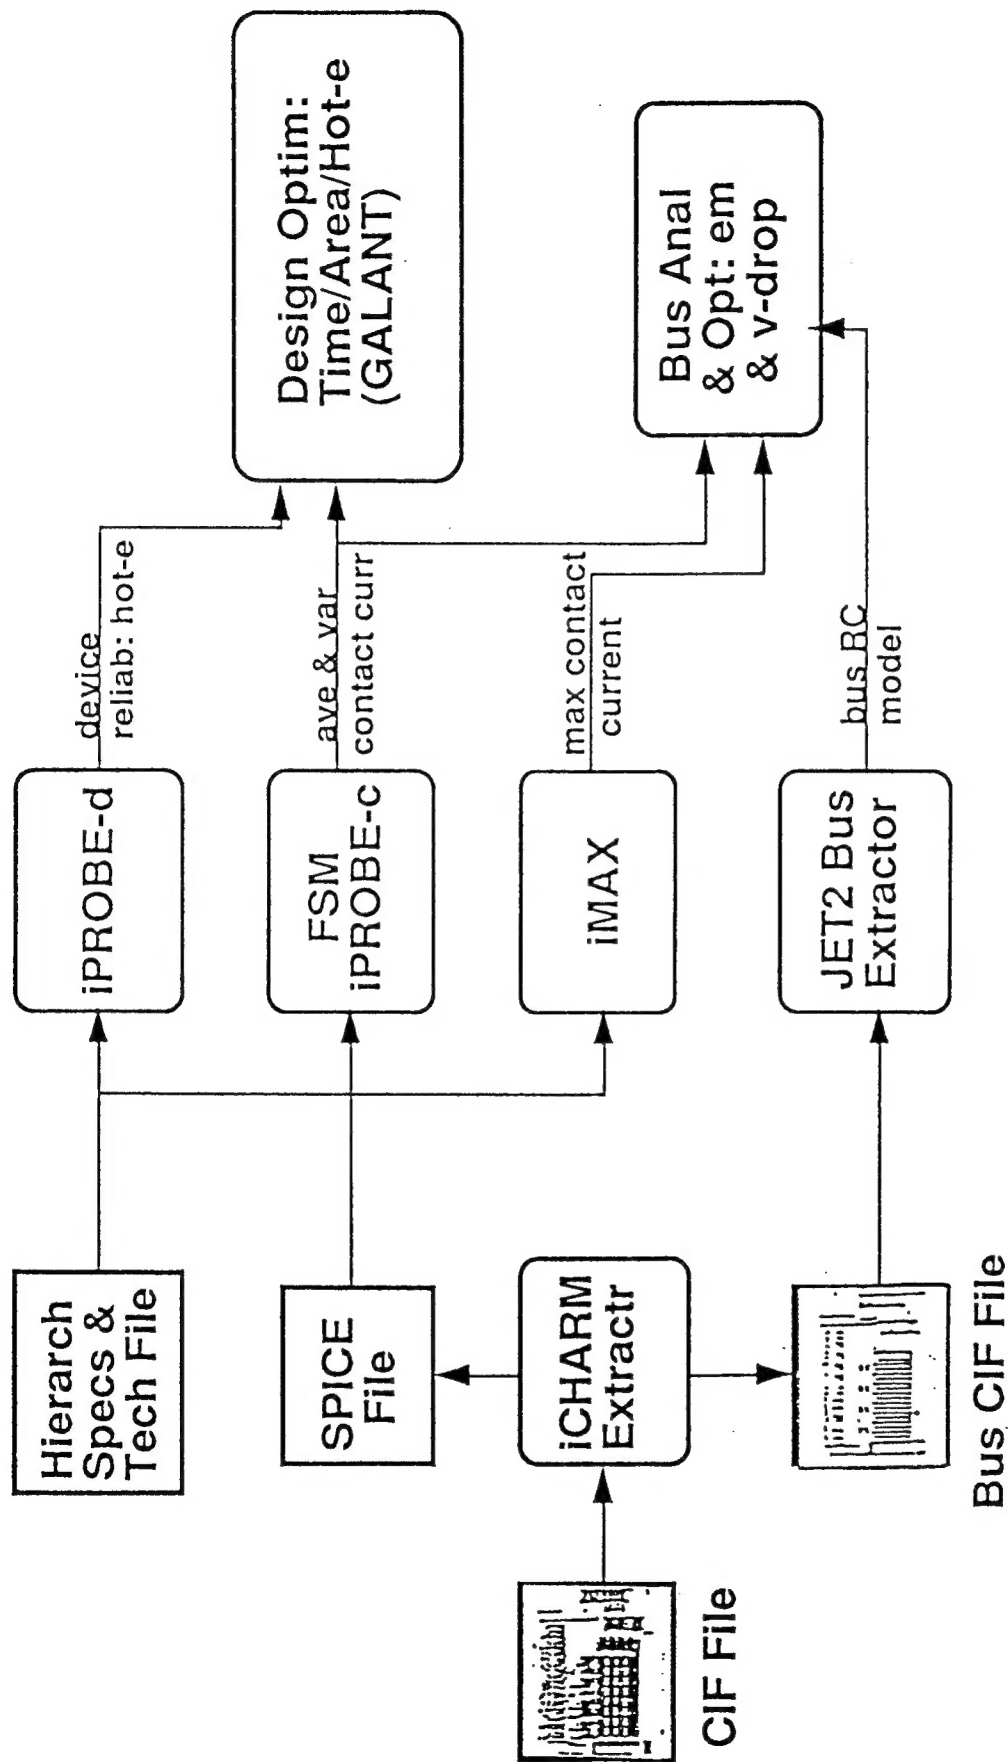 CIF File
Hierarch
Specs &
Tech File
SPICE
File
iCHARM
Extractr
Bus CIF File
iPROBE-d
FSM
iPROBE-c
iMAX
JET2 Bus
Extractor
device
reliab: hot-e
ave & var
contact curr
max contact
current
bus RC
model
Design Optim:
Time/Area/Hot-e
(GALANT)
Bus Anal
& Opt: em
& v-drop